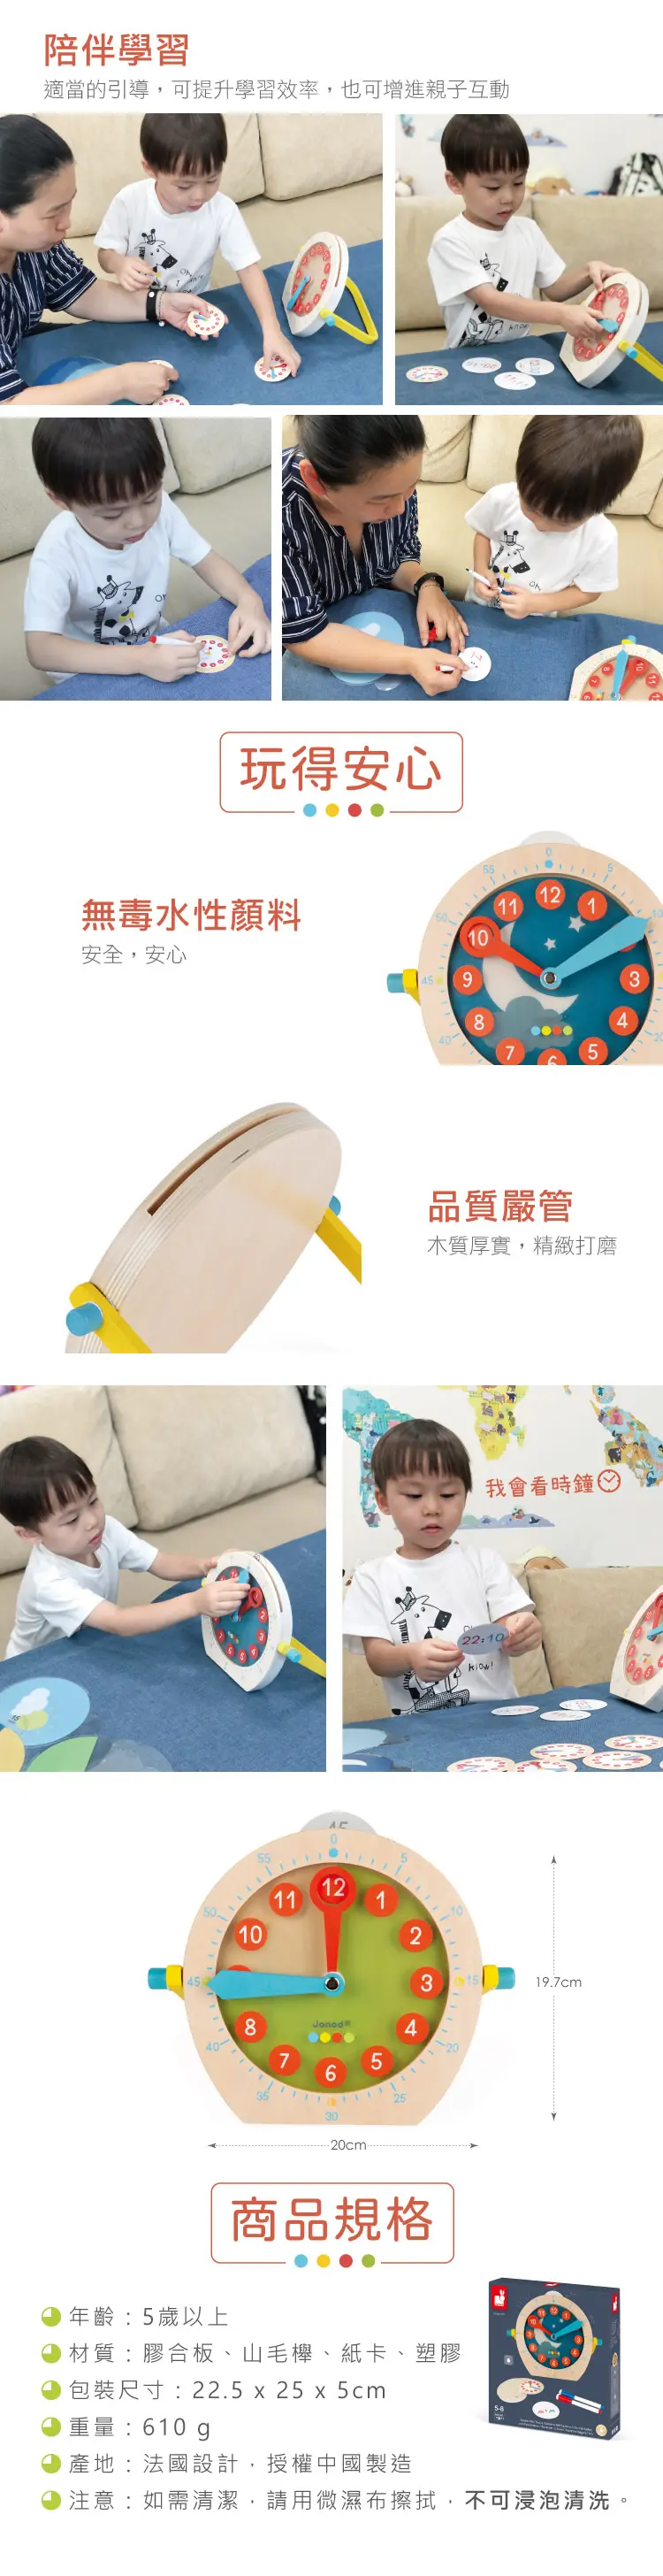 陪伴學習
適當的引導，可提升學習效率，也可增進親子互動
玩得安心
無毒水性顏料
安全，安心
55 0 5
50 10
45
40 20
11 12 1
10
9 3
8 4
7 6 5
品質嚴管
木質厚實，精緻打磨
我會看時鐘
22:10
know!
45
55 0 5
50 10
45 15
40 20
35 30 25
11 12 1
10 2
3
8 4
7 6 5
Janod
19.7cm
20cm
商品規格
年齡：5歲以上
材質：膠合板、山毛櫸、紙卡、塑膠
包裝尺寸：22.5 x 25 x 5cm
重量：610 g
產地：法國設計，授權中國製造
注意：如需清潔，請用微濕布擦拭，不可浸泡清洗。